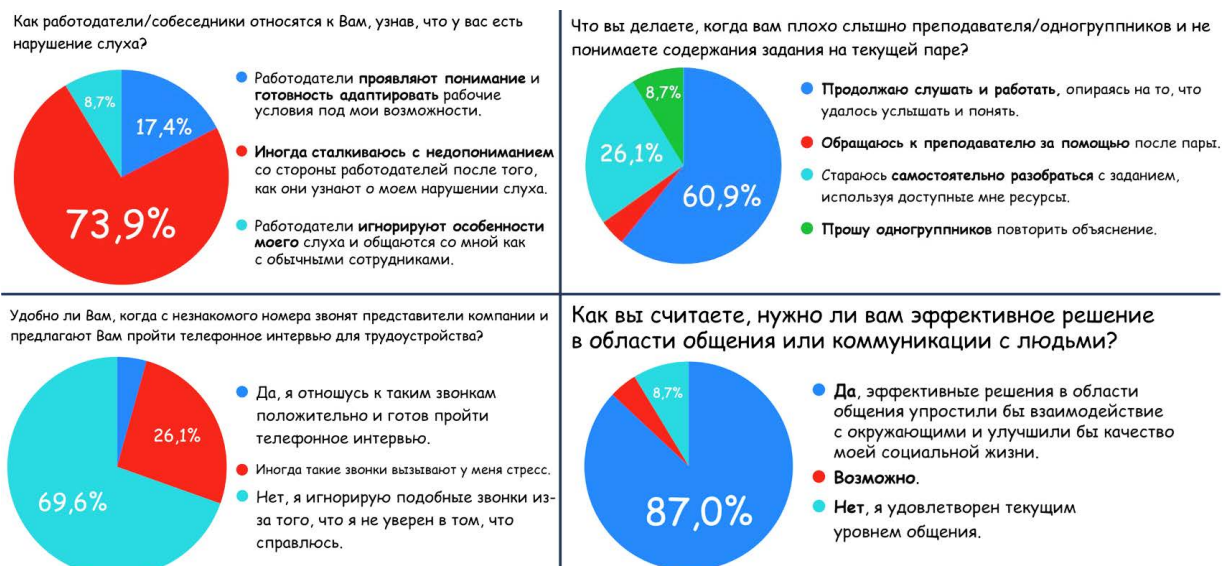 Как работодатели/собеседники относятся к Вам, узнав, что у вас есть
нарушение слуха?
8,7%
17,4%
73,9%
Работодатели проявляют понимание и
готовность адаптировать рабочие
условия под мои возможности.
Иногда сталкиваюсь с недопониманием
со стороны работодателей после того,
как они узнают о моем нарушении слуха.
Работодатели игнорируют особенности
моего слуха и общаются со мной как
с обычными сотрудниками.
Что вы делаете, когда вам плохо слышно преподавателя/одногруппников и не
понимаете содержания задания на текущей паре?
8,7%
26,1%
60,9%
Продолжаю слушать и работать, опираясь на то, что
удалось услышать и понять.
Обращаюсь к преподавателю за помощью после пары.
Стараюсь самостоятельно разобраться с заданием,
используя доступные мне ресурсы.
Прошу одногруппников повторить объяснение.
Удобно ли Вам, когда с незнакомого номера звонят представители компании и
предлагают Вам пройти телефонное интервью для трудоустройства?
26,1%
69,6%
Да, я отношусь к таким звонкам
положительно и готов пройти
телефонное интервью.
Иногда такие звонки вызывают у меня стресс.
Нет, я игнорирую подобные звонки из-
за того, что я не уверен в том, что
справлюсь.
Как вы считаете, нужно ли вам эффективное решение
в области общения или коммуникации с людьми?
8,7%
87,0%
Да, эффективные решения в области
общения упростили бы взаимодействие
с окружающими и улучшили бы качество
моей социальной жизни.
Возможно.
Нет, я удовлетворен текущим
уровнем общения.